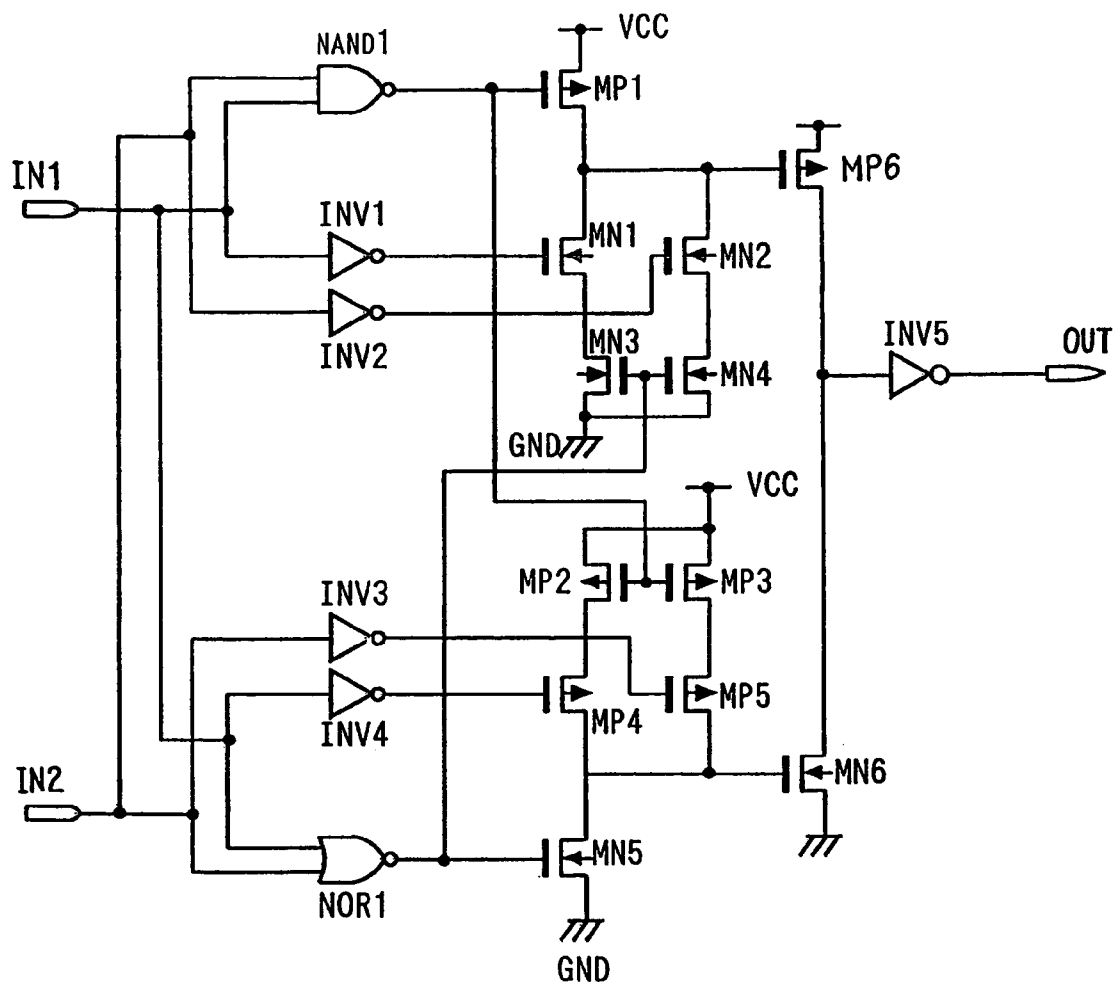 VCC
NAND1
MP1
MP6
IN1
INV1
MN1
MN2
INV2
MN3
MN4
INV5
OUT
GND
VCC
MP2
MP3
INV3
MP5
INV4
MP4
IN2
MN6
MN5
NOR1
GND